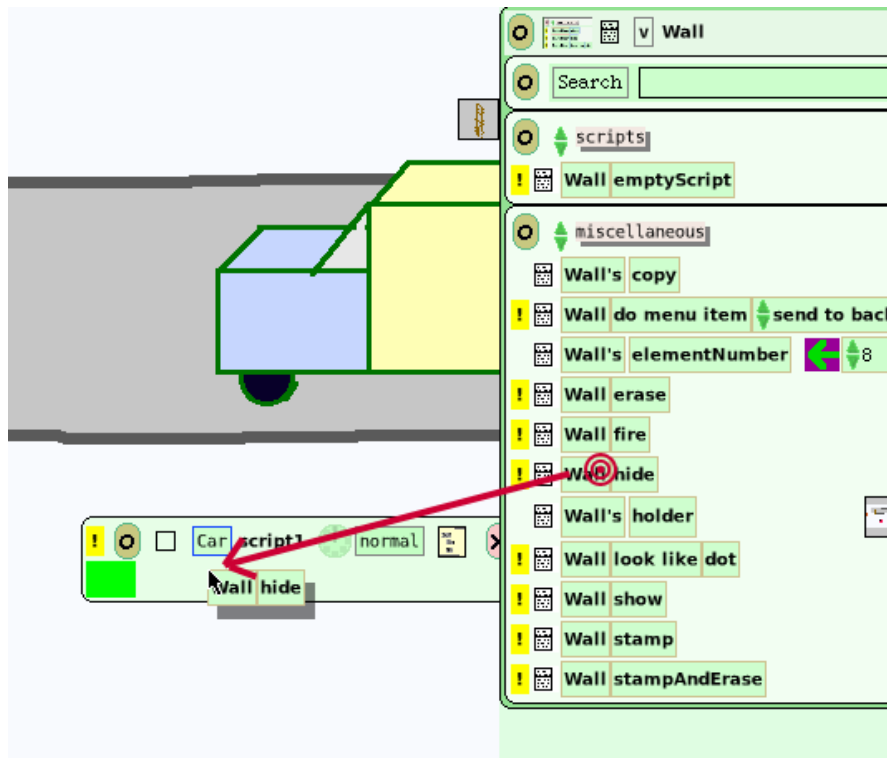 v Wall
Search
scripts
! Wall emptyScript
miscellaneous
Wall's copy
! Wall do menu item send to back
Wall's elementNumber 8
! Wall erase
! Wall fire
! Wall hide
Wall's holder
! Wall look like dot
! Wall show
! Wall stamp
! Wall stampAndErase
! Car script1 normal
Wall hide